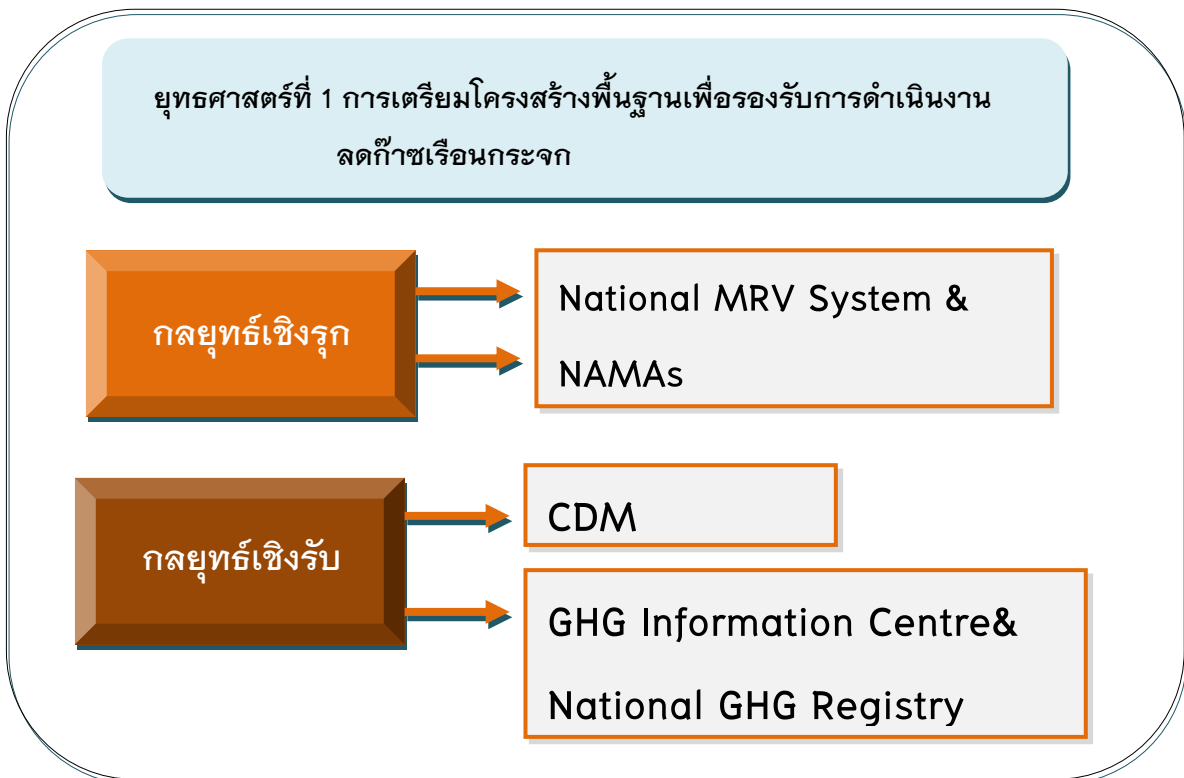 ยุทธศาสตร์ที่ 1 การเตรียมโครงสร้างพื้นฐานเพื่อรองรับการดำเนินงาน
ลดก๊าซเรือนกระจก
กลยุทธ์เชิงรุก
National MRV System &
NAMAs
กลยุทธ์เชิงรับ
CDM
GHG Information Centre&
National GHG Registry